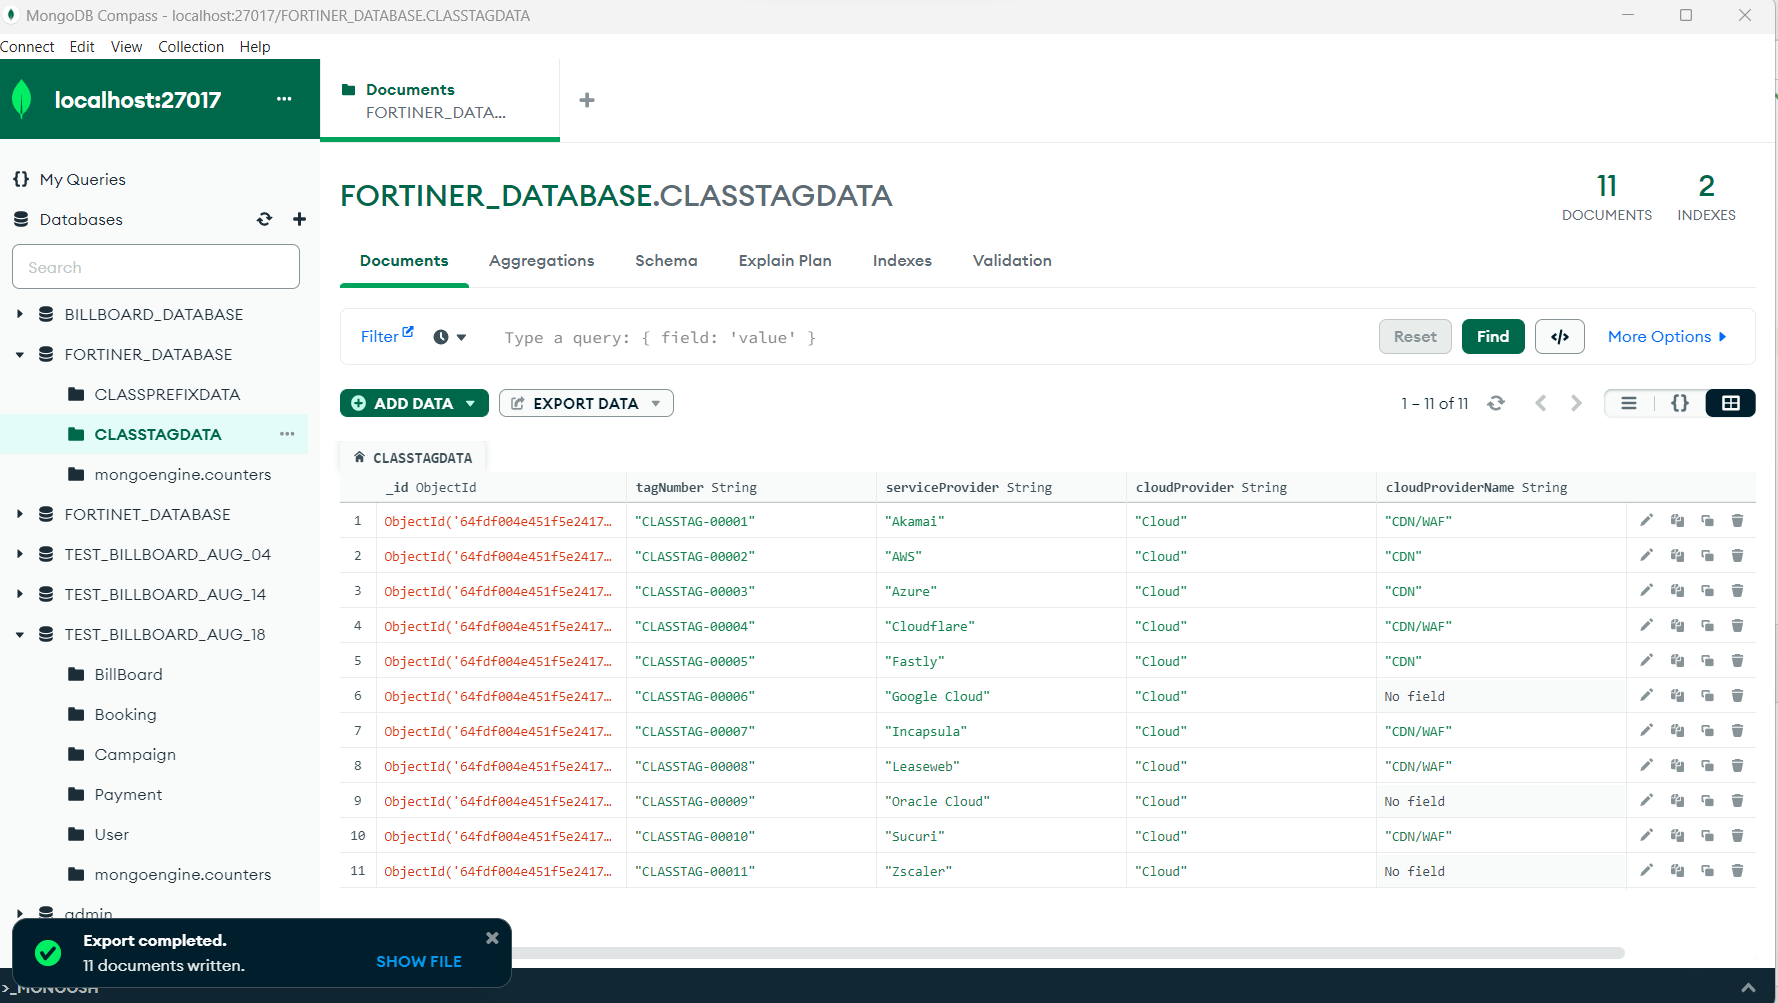 MongoDB Compass - localhost:27017/FORTINER_DATABASE.CLASSTAGDATA
Connect Edit View Collection Help
localhost:27017 ...
Documents
FORTINER_DATA...
My Queries
Databases
Search
BILLBOARD_DATABASE
FORTINER_DATABASE
CLASSPREFIXDATA
CLASSTAGDATA ...
mongoengine.counters
FORTINET_DATABASE
TEST_BILLBOARD_AUG_04
TEST_BILLBOARD_AUG_14
TEST_BILLBOARD_AUG_18
BillBoard
Booking
Campaign
Payment
User
mongoengine.counters
admin
FORTINER_DATABASE.CLASSTAGDATA
11
DOCUMENTS
2
INDEXES
Documents Aggregations Schema Explain Plan Indexes Validation
Filter Type a query: { field: 'value' } Reset Find </> More Options
ADD DATA EXPORT DATA 1 – 11 of 11 {}
CLASSTAGDATA
_id ObjectId tagNumber String serviceProvider String cloudProvider String cloudProviderName String
1 ObjectId('64fdf004e451f5e2417... "CLASSTAG-00001" "Akamai" "Cloud" "CDN/WAF"
2 ObjectId('64fdf004e451f5e2417... "CLASSTAG-00002" "AWS" "Cloud" "CDN"
3 ObjectId('64fdf004e451f5e2417... "CLASSTAG-00003" "Azure" "Cloud" "CDN"
4 ObjectId('64fdf004e451f5e2417... "CLASSTAG-00004" "Cloudflare" "Cloud" "CDN/WAF"
5 ObjectId('64fdf004e451f5e2417... "CLASSTAG-00005" "Fastly" "Cloud" "CDN"
6 ObjectId('64fdf004e451f5e2417... "CLASSTAG-00006" "Google Cloud" "Cloud" No field
7 ObjectId('64fdf004e451f5e2417... "CLASSTAG-00007" "Incapsula" "Cloud" "CDN/WAF"
8 ObjectId('64fdf004e451f5e2417... "CLASSTAG-00008" "Leaseweb" "Cloud" "CDN/WAF"
9 ObjectId('64fdf004e451f5e2417... "CLASSTAG-00009" "Oracle Cloud" "Cloud" No field
10 ObjectId('64fdf004e451f5e2417... "CLASSTAG-00010" "Sucuri" "Cloud" "CDN/WAF"
11 ObjectId('64fdf004e451f5e2417... "CLASSTAG-00011" "Zscaler" "Cloud" No field
Export completed.
11 documents written. SHOW FILE
>_MONGOSH